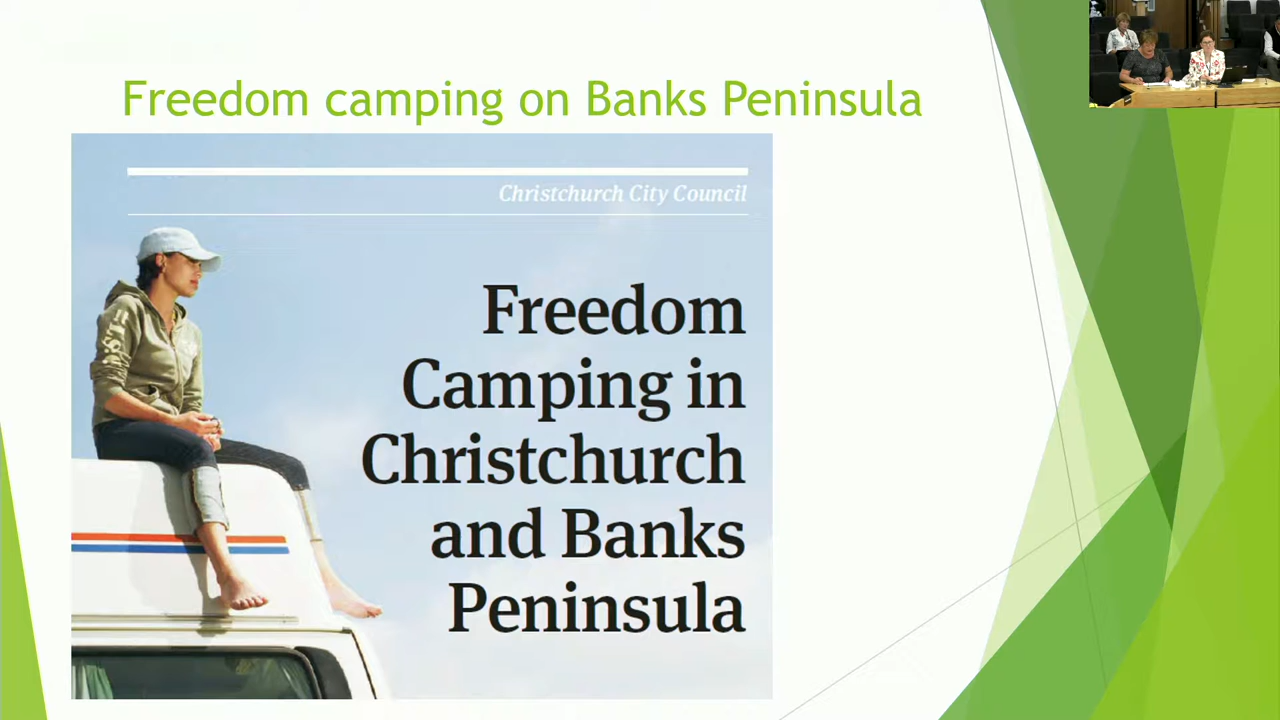 Freedom camping on Banks Peninsula
Christchurch City Council
Freedom
Camping in
Christchurch
and Banks
Peninsula